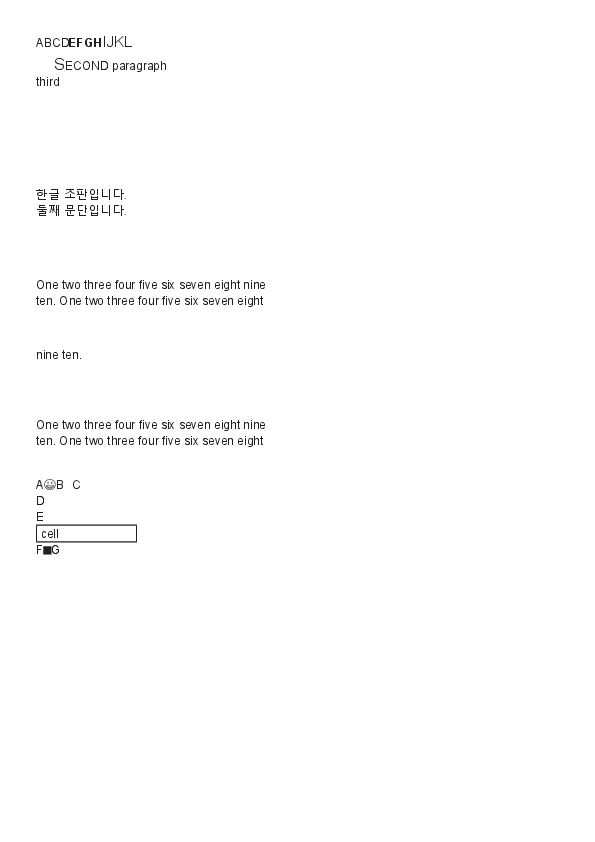 ABCDEFGHIJKL
SECOND paragraph
third
한글 조판입니다.
둘째 문단입니다.
One two three four five six seven eight nine
ten. One two three four five six seven eight
nine ten.
One two three four five six seven eight nine
ten. One two three four five six seven eight
A😀B C
D
E
cell
F■G